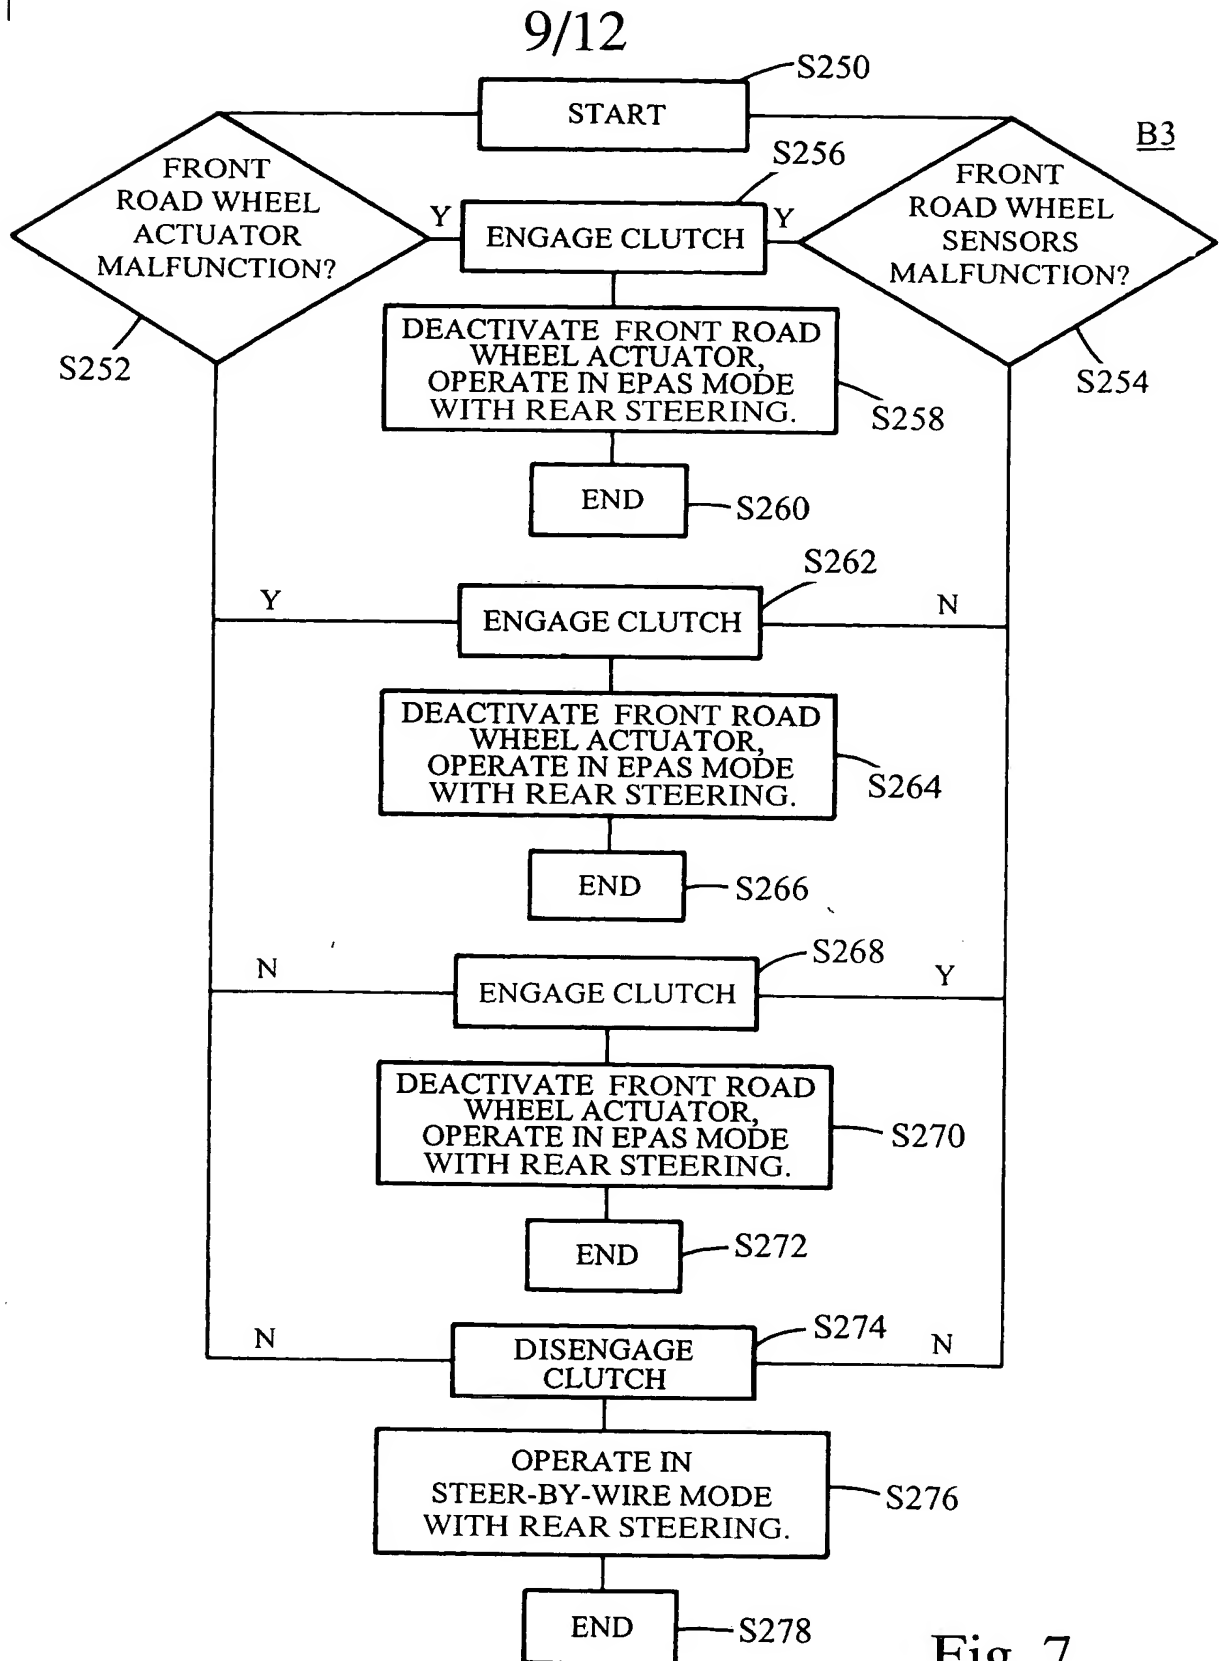 9/12
S250
START
B3
S256
FRONT
ROAD WHEEL
ACTUATOR
MALFUNCTION?
Y
ENGAGE CLUTCH
Y
FRONT
ROAD WHEEL
SENSORS
MALFUNCTION?
S252
S254
DEACTIVATE FRONT ROAD
WHEEL ACTUATOR,
OPERATE IN EPAS MODE
WITH REAR STEERING.
S258
END
S260
S262
Y
ENGAGE CLUTCH
N
DEACTIVATE FRONT ROAD
WHEEL ACTUATOR,
OPERATE IN EPAS MODE
WITH REAR STEERING.
S264
END
S266
S268
N
ENGAGE CLUTCH
Y
DEACTIVATE FRONT ROAD
WHEEL ACTUATOR,
OPERATE IN EPAS MODE
WITH REAR STEERING.
S270
END
S272
S274
N
DISENGAGE
CLUTCH
N
OPERATE IN
STEER-BY-WIRE MODE
WITH REAR STEERING.
S276
END
S278
Fig. 7